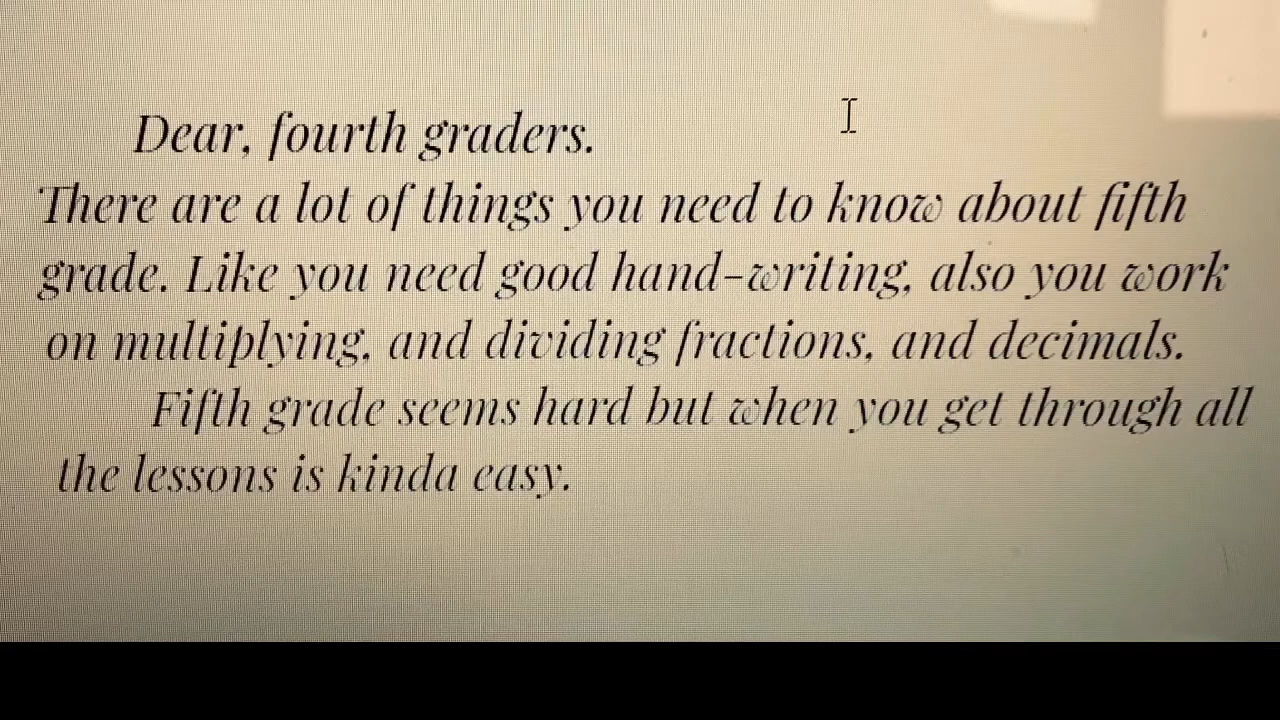 Dear, fourth graders.
There are a lot of things you need to know about fifth
grade. Like you need good hand-writing, also you work
on multiplying, and dividing fractions, and decimals.
Fifth grade seems hard but when you get through all
the lessons is kinda easy.